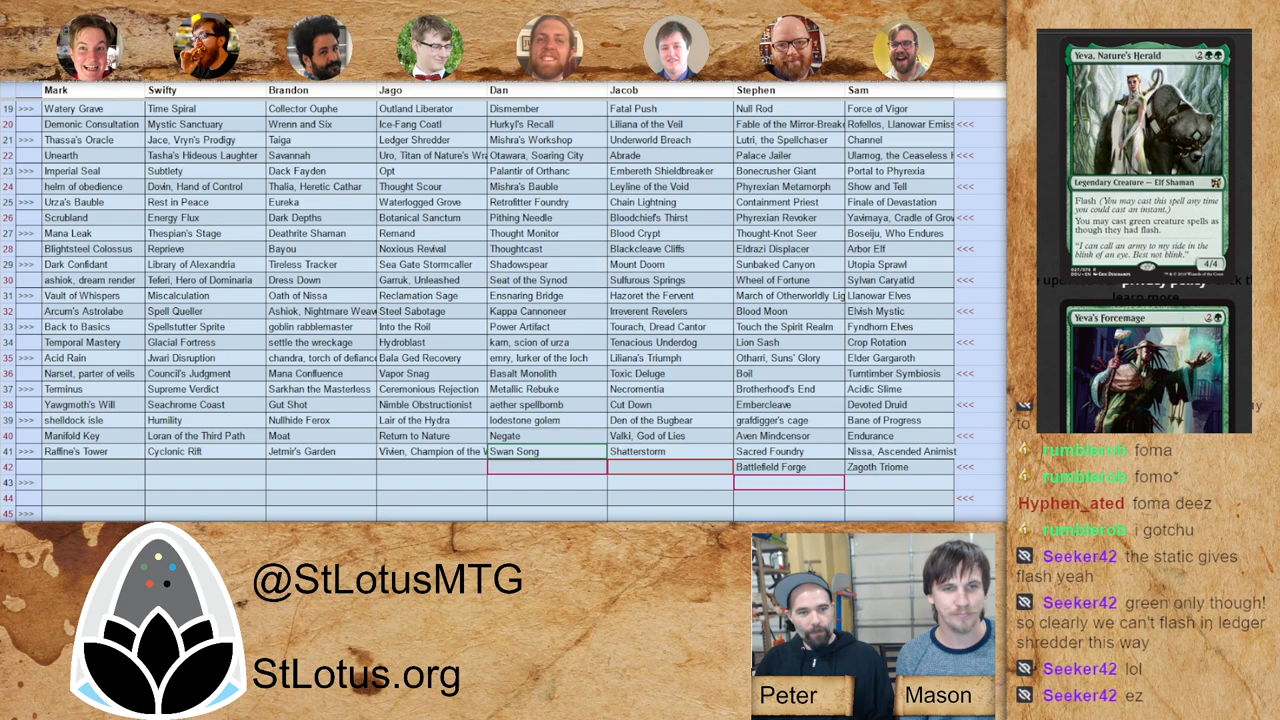 Mark Swifty Brandon Jago Dan Jacob Stephen Sam
19 >>> Watery Grave Time Spiral Collector Ouphe Outland Liberator Dismember Fatal Push Null Rod Force of Vigor
20 Demonic Consultation Mystic Sanctuary Wrenn and Six Ice-Fang Coatl Hurkyl's Recall Liliana of the Veil Fable of the Mirror-Break Rofellos, Llanowar Emiss <<<
21 >>> Thassa's Oracle Jace, Vryn's Prodigy Taiga Ledger Shredder Mishra's Workshop Underworld Breach Lutri, the Spellchaser Channel
22 Unearth Tasha's Hideous Laughter Savannah Uro, Titan of Nature's Wra Otawara, Soaring City Abrade Palace Jailer Ulamog, the Ceaseless H <<<
23 >>> Imperial Seal Subtlety Dack Fayden Opt Palantir of Orthanc Embereth Shieldbreaker Bonecrusher Giant Portal to Phyrexia
24 helm of obedience Dovin, Hand of Control Thalia, Heretic Cathar Thought Scour Mishra's Bauble Leyline of the Void Phyrexian Metamorph Show and Tell <<<
25 >>> Urza's Bauble Rest in Peace Eureka Waterlogged Grove Retrofitter Foundry Chain Lightning Containment Priest Finale of Devastation
26 Scrubland Energy Flux Dark Depths Botanical Sanctum Pithing Needle Bloodchief's Thirst Phyrexian Revoker Yavimaya, Cradle of Grow <<<
27 >>> Mana Leak Thespian's Stage Deathrite Shaman Remand Thought Monitor Blood Crypt Thought-Knot Seer Boseiju, Who Endures
28 Blightsteel Colossus Reprieve Bayou Noxious Revival Thoughtcast Blackcleave Cliffs Eldrazi Displacer Arbor Elf <<<
29 >>> Dark Confidant Library of Alexandria Tireless Tracker Sea Gate Stormcaller Shadowspear Mount Doom Sunbaked Canyon Utopia Sprawl
30 ashiok, dream render Teferi, Hero of Dominaria Dress Down Garruk, Unleashed Seat of the Synod Sulfurous Springs Wheel of Fortune Sylvan Caryatid <<<
31 >>> Vault of Whispers Miscalculation Oath of Nissa Reclamation Sage Ensnaring Bridge Hazoret the Fervent March of Otherworldly Lig Llanowar Elves
32 Arcum's Astrolabe Spell Queller Ashiok, Nightmare Weav Steel Sabotage Kappa Cannoneer Irreverent Revelers Blood Moon Elvish Mystic <<<
33 >>> Back to Basics Spellstutter Sprite goblin rabblemaster Into the Roil Power Artifact Tourach, Dread Cantor Touch the Spirit Realm Fyndhorn Elves
34 Temporal Mastery Glacial Fortress settle the wreckage Hydroblast karn, scion of urza Tenacious Underdog Lion Sash Crop Rotation <<<
35 >>> Acid Rain Jwari Disruption chandra, torch of defiance Bala Ged Recovery emry, lurker of the loch Liliana's Triumph Otharri, Suns' Glory Elder Gargaroth
36 Narset, parter of veils Council's Judgment Mana Confluence Vapor Snag Basalt Monolith Toxic Deluge Boil Turntimber Symbiosis <<<
37 >>> Terminus Supreme Verdict Sarkhan the Masterless Ceremonious Rejection Metallic Rebuke Necromentia Brotherhood's End Acidic Slime
38 Yawgmoth's Will Seachrome Coast Gut Shot Nimble Obstructionist aether spellbomb Cut Down Embercleave Devoted Druid <<<
39 >>> shelldock isle Humility Nullhide Ferox Lair of the Hydra lodestone golem Den of the Bugbear grafdigger's cage Bane of Progress
40 Manifold Key Loran of the Third Path Moat Return to Nature Negate Valki, God of Lies Aven Mindcensor Endurance <<<
41 >>> Raffine's Tower Cyclonic Rift Jetmir's Garden Vivien, Champion of the W Swan Song Shatterstorm Sacred Foundry Nissa, Ascended Animist
42 Battlefield Forge Zagoth Triome <<<
43 >>>
44 <<<
45 >>>
@StLotusMTG
StLotus.org
Peter
Mason
Yeva, Nature's Herald 2
Legendary Creature — Elf Shaman
Flash (You may cast this spell any time
you could cast an instant.)
You may cast green creature spells as
though they had flash.
"I can call an army to my side in the
blink of an eye. Best not blink."
4/4
privacy policy
learn more
Yeva's Forcemage 2
to
rumblerob foma
rumblerob fomo*
Hyphen_ated foma deez
rumblerob i gotchu
Seeker42 the static gives
flash yeah
Seeker42 green only though!
so clearly we can't flash in ledger
shredder this way
Seeker42 lol
Seeker42 ez